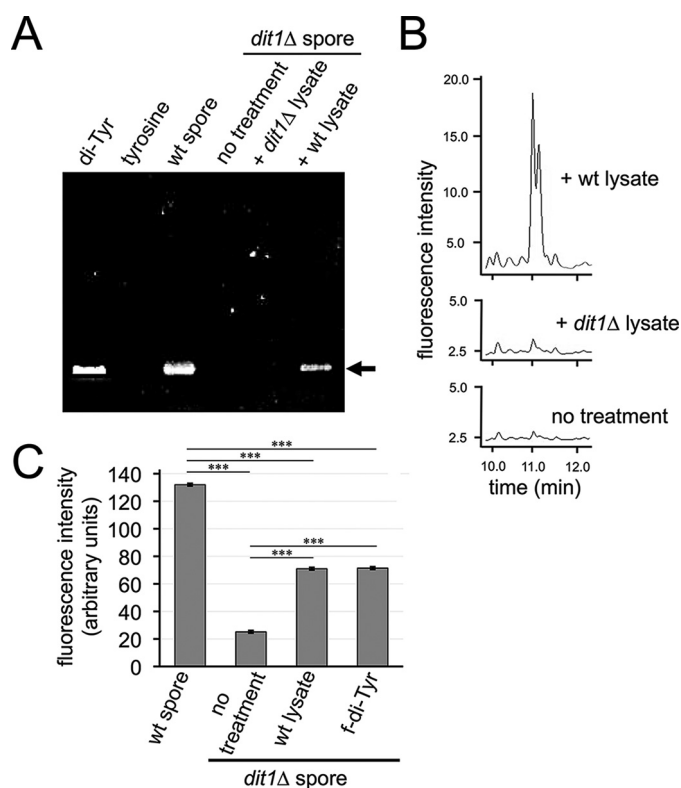 A
dit1Δ spore
di-Tyr
tyrosine
wt spore
no treatment
+ dit1Δ lysate
+ wt lysate
B
fluorescence intensity
20.0
15.0
10.0
5.0
+ wt lysate
5.0
2.5
+ dit1Δ lysate
5.0
2.5
no treatment
10.0 11.0 12.0
time (min)
C
fluorescence intensity
(arbitrary units)
140
120
100
80
60
40
20
0
***
***
***
***
***
wt spore
no
treatment
wt lysate
f-di-Tyr
dit1Δ spore